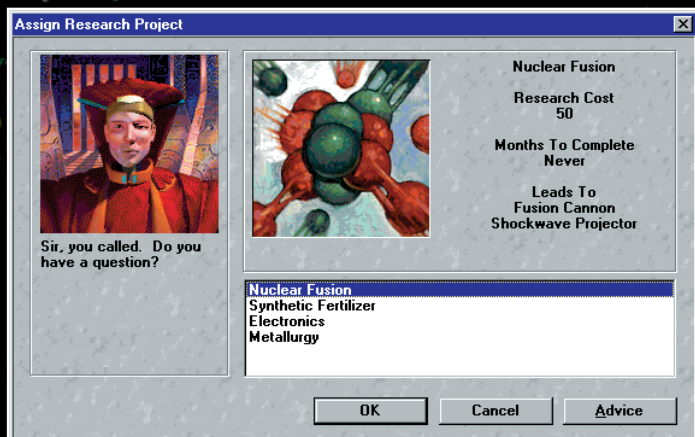 Assign Research Project
Sir, you called. Do you
have a question?
Nuclear Fusion
Research Cost
50
Months To Complete
Never
Leads To
Fusion Cannon
Shockwave Projector
Nuclear Fusion
Synthetic Fertilizer
Electronics
Metallurgy
OK
Cancel
Advice